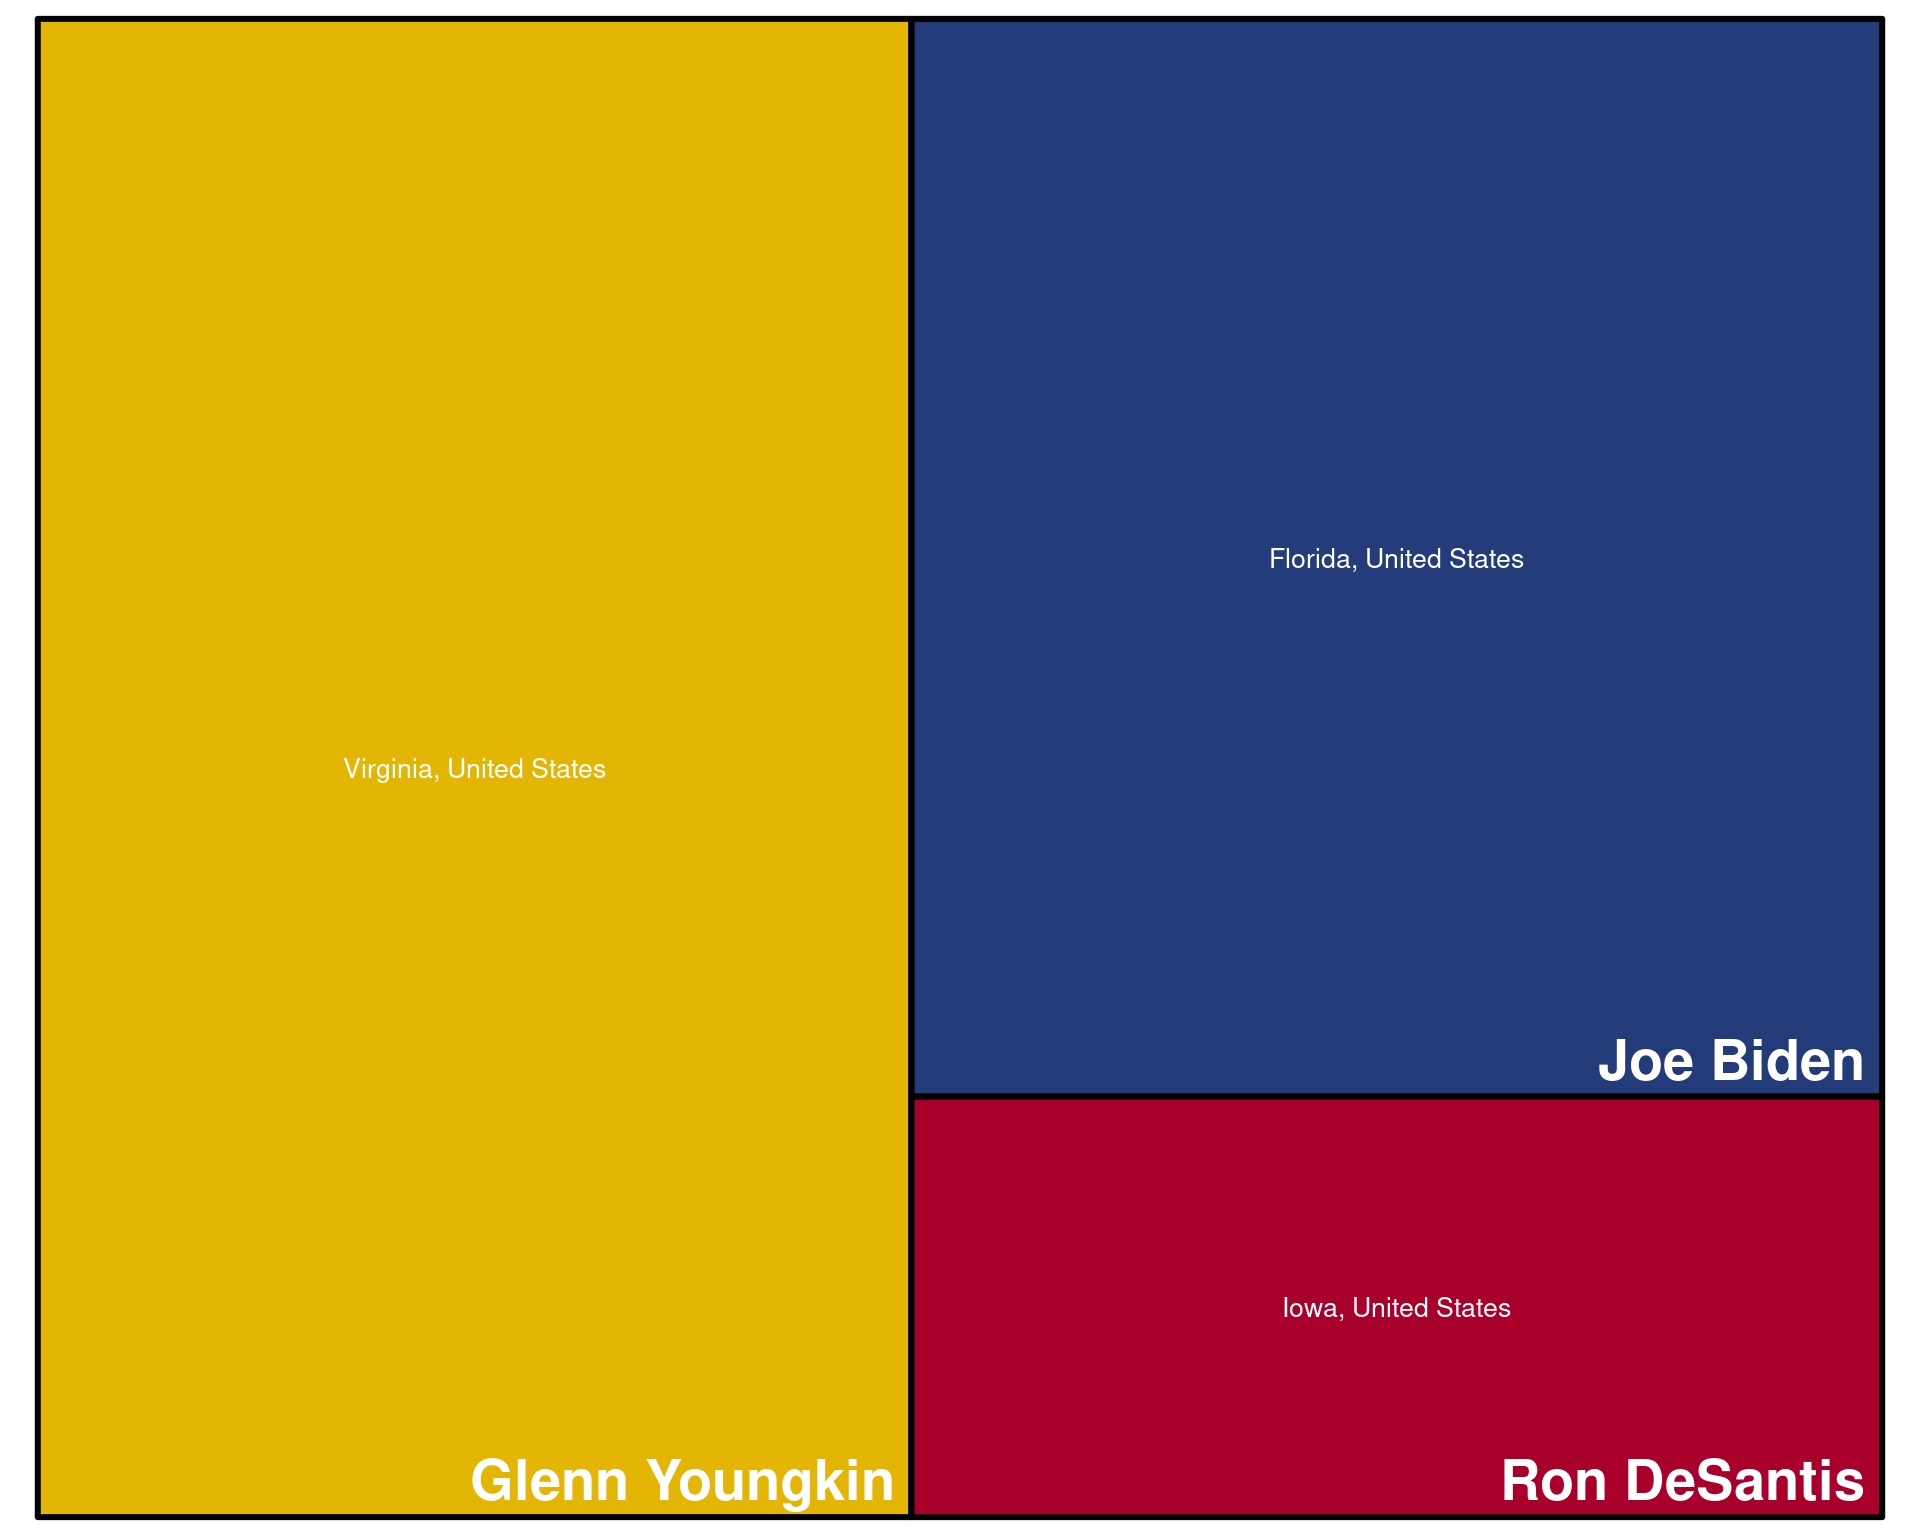 Virginia, United States
Glenn Youngkin
Florida, United States
Joe Biden
Iowa, United States
Ron DeSantis